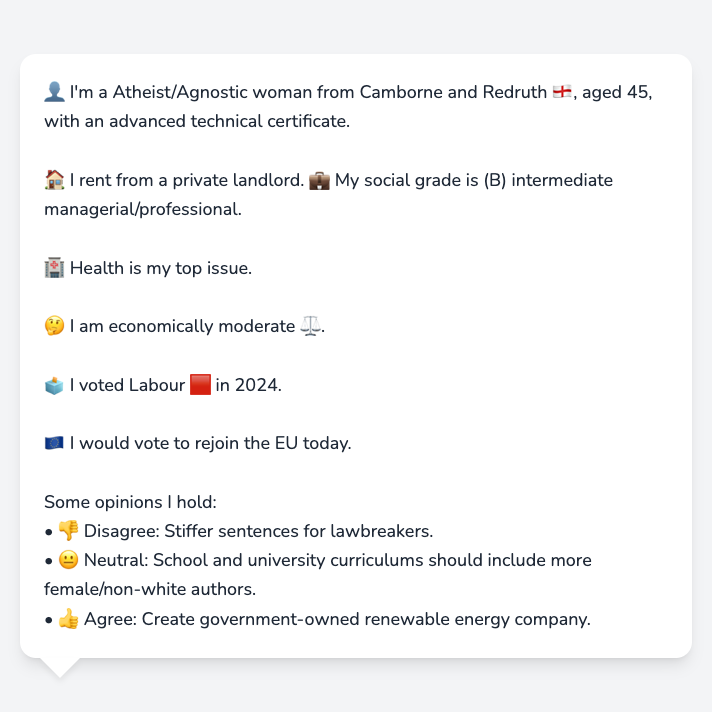 👤 I'm a Atheist/Agnostic woman from Camborne and Redruth 🏴󠁧󠁢󠁥󠁮󠁧󠁿, aged 45,
with an advanced technical certificate.
🏠 I rent from a private landlord. 💼 My social grade is (B) intermediate
managerial/professional.
🏥 Health is my top issue.
🤔 I am economically moderate ⚖️.
🗳️ I voted Labour 🟥 in 2024.
🇪🇺 I would vote to rejoin the EU today.
Some opinions I hold:
• 👎 Disagree: Stiffer sentences for lawbreakers.
• 😐 Neutral: School and university curriculums should include more
female/non-white authors.
• 👍 Agree: Create government-owned renewable energy company.